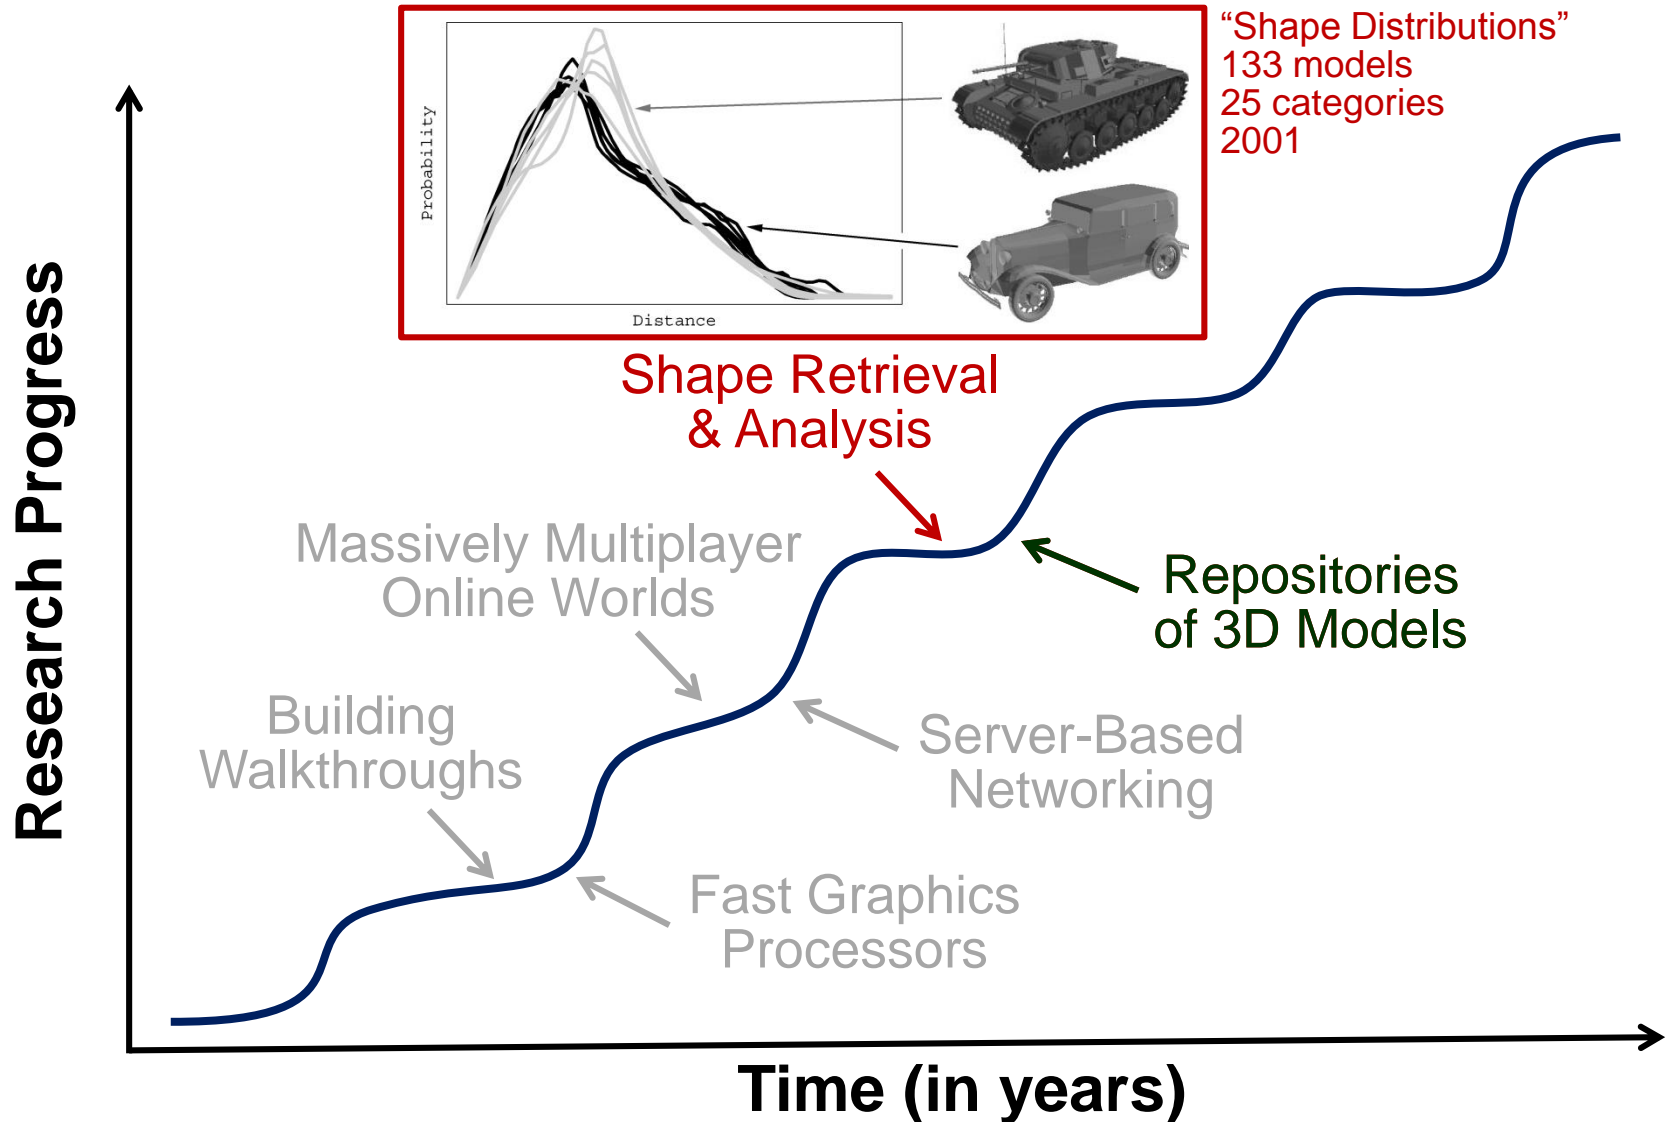 “Shape Distributions”
133 models
25 categories
2001
Probability
Distance
Shape Retrieval
& Analysis
Massively Multiplayer
Online Worlds
Repositories
of 3D Models
Building
Walkthroughs
Server-Based
Networking
Fast Graphics
Processors
Research Progress
Time (in years)